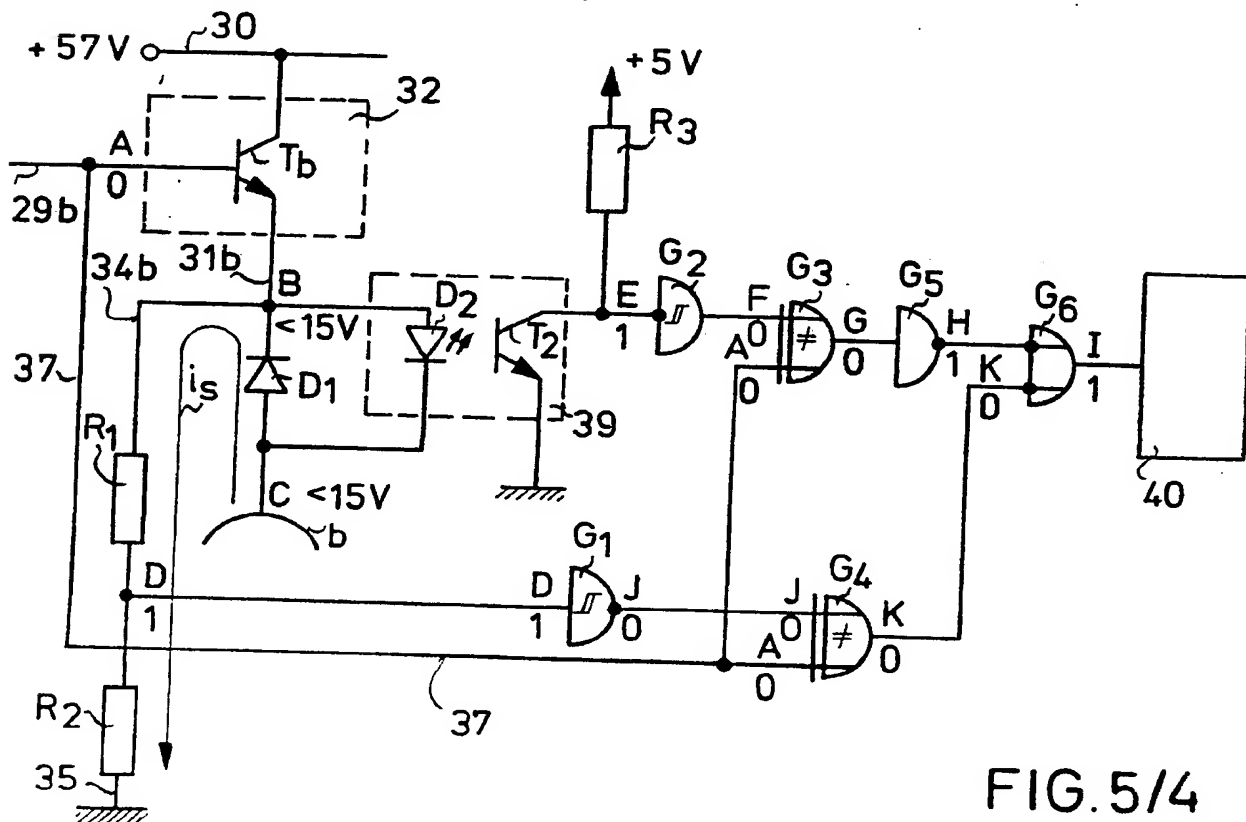 +57V
30
32
+5V
R3
A
0
Tb
29b
34b
31b
B
<15V
D2
T2
E
1
G2
F
0
G3
≠
A
0
G
0
G5
H
1
K
0
G6
I
1
37
is
D1
39
40
R1
C <15V
b
D
1
D
1
G1
J
0
J
0
G4
≠
K
0
A
0
37
R2
35
FIG.5/4